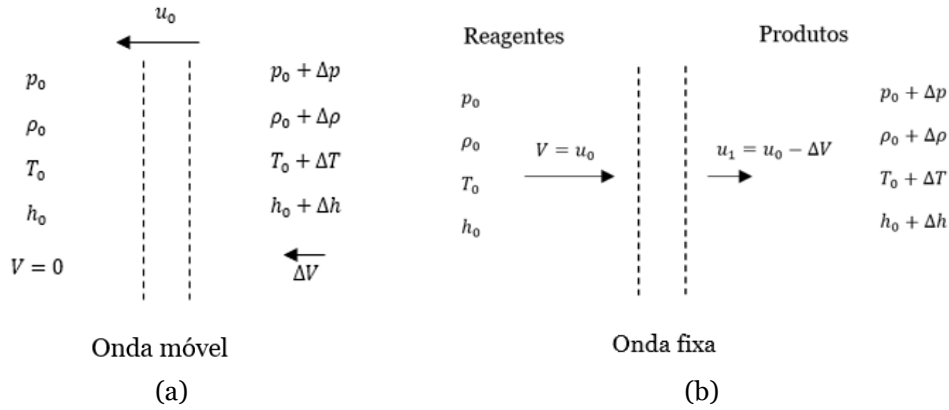 u₀
p₀
ρ₀
T₀
h₀
V = 0
p₀ + Δp
ρ₀ + Δρ
T₀ + ΔT
h₀ + Δh
ΔV
Onda móvel
(a)
Reagentes
Produtos
p₀
ρ₀
T₀
h₀
V = u₀
u₁ = u₀ − ΔV
p₀ + Δp
ρ₀ + Δρ
T₀ + ΔT
h₀ + Δh
Onda fixa
(b)